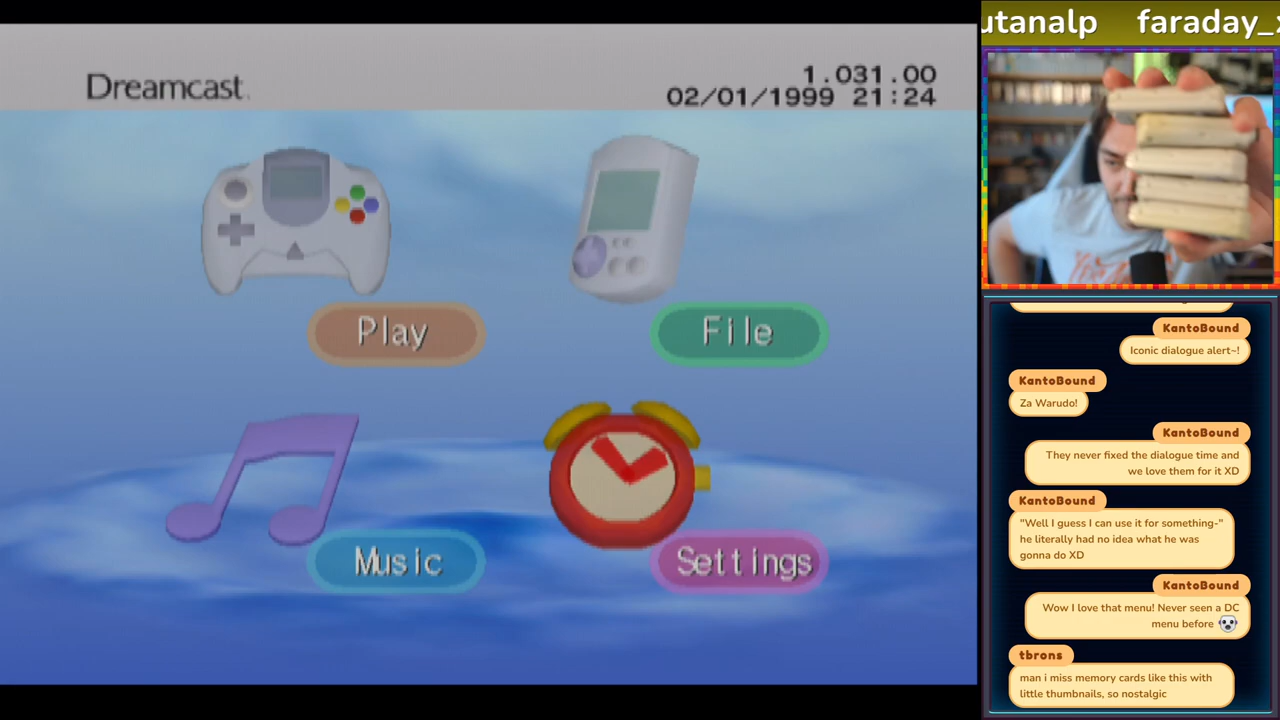 utanalp faraday_
Dreamcast
1.031.00
02/01/1999 21:24
Play
File
Music
Settings
KantoBound
Iconic dialogue alert~!
KantoBound
Za Warudo!
KantoBound
They never fixed the dialogue time and
we love them for it XD
KantoBound
"Well I guess I can use it for something-"
he literally had no idea what he was
gonna do XD
KantoBound
Wow I love that menu! Never seen a DC
menu before
tbrons
man i miss memory cards like this with
little thumbnails, so nostalgic